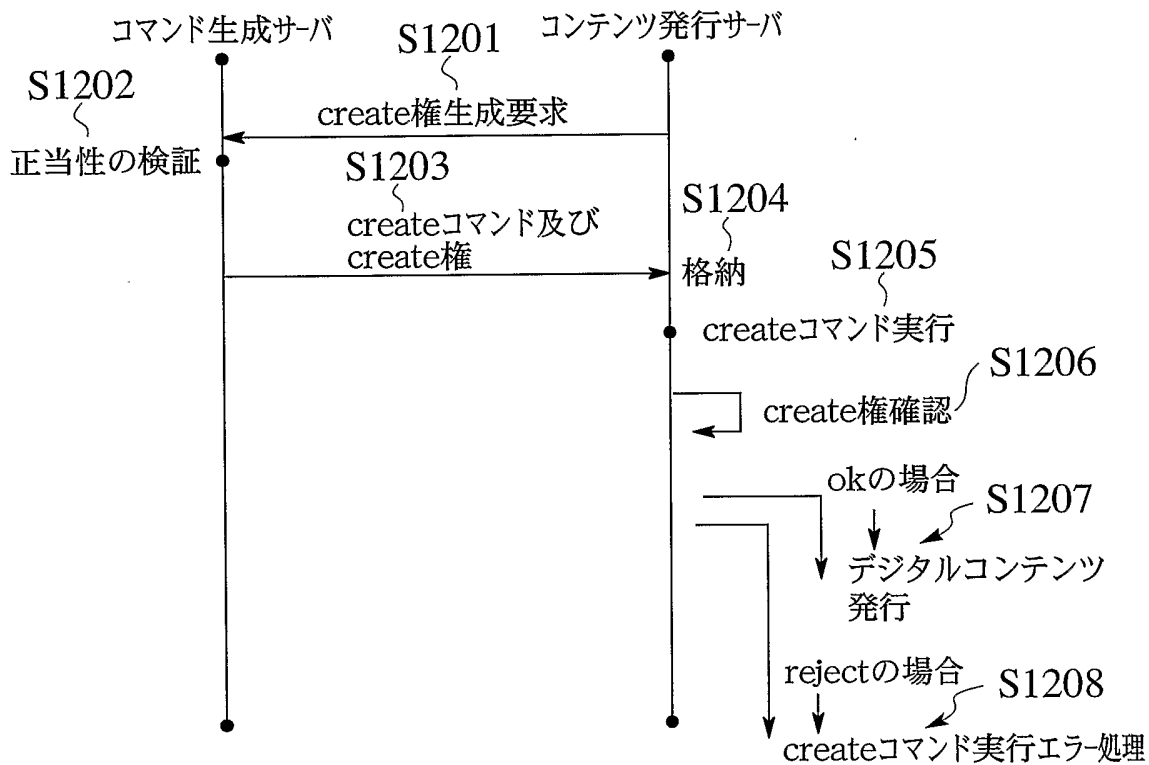 コマンド生成サーバ
コンテンツ発行サーバ
S1201
S1202
create権生成要求
正当性の検証
S1203
createコマンド及び
create権
S1204
格納
S1205
createコマンド実行
S1206
create権確認
okの場合
S1207
デジタルコンテンツ
発行
rejectの場合
S1208
createコマンド実行エラー処理